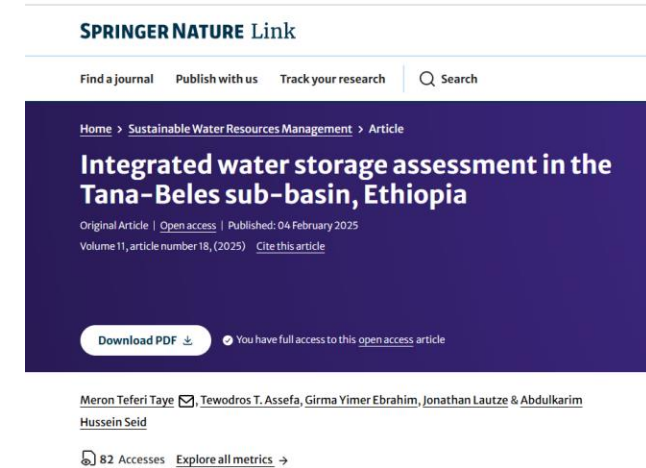 SPRINGER NATURE Link
Find a journal Publish with us Track your research Search
Home > Sustainable Water Resources Management > Article
Integrated water storage assessment in the
Tana-Beles sub-basin, Ethiopia
Original Article | Open access | Published: 04 February 2025
Volume 11, article number 18, (2025) Cite this article
Download PDF You have full access to this open access article
Meron Teferi Taye, Tewodros T. Assefa, Girma Yimer Ebrahim, Jonathan Lautze & Abdulkarim
Hussein Seid
82 Accesses Explore all metrics →